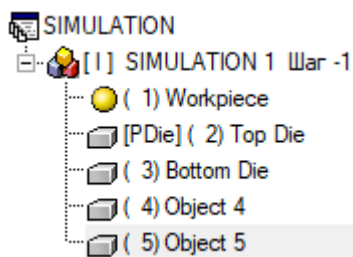 SIMULATION
[ I ] SIMULATION 1 Шаг -1
( 1) Workpiece
[PDie] ( 2) Top Die
( 3) Bottom Die
( 4) Object 4
( 5) Object 5